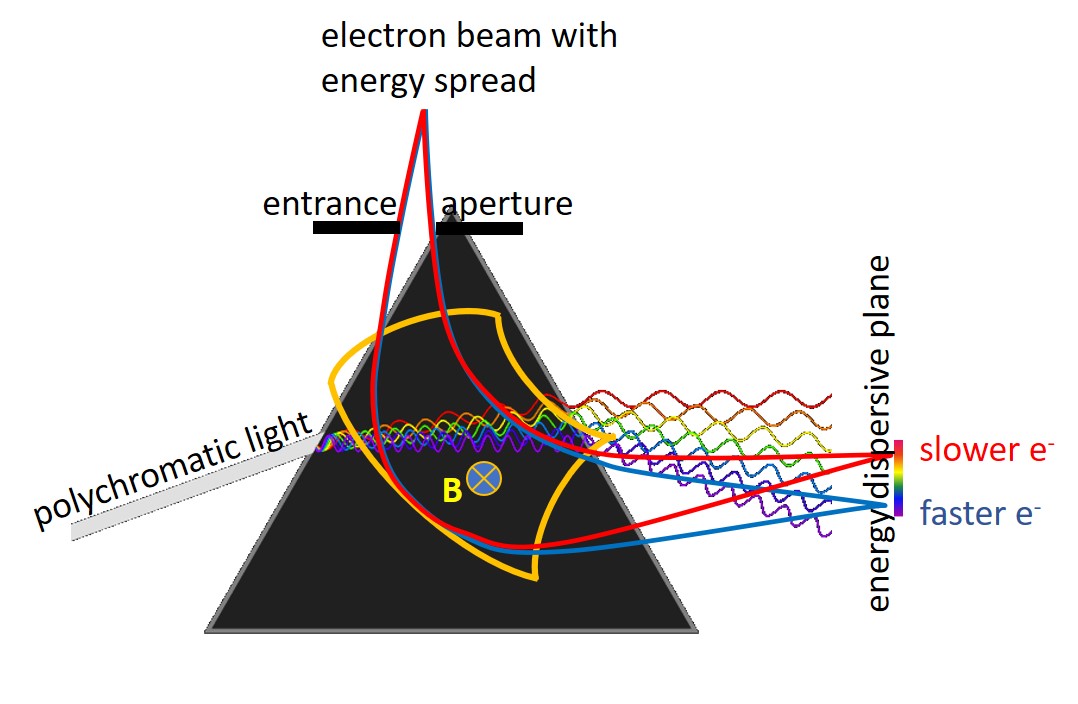 electron beam with
energy spread
entrance aperture
polychromatic light
B
energy dispersive plane
slower e⁻
faster e⁻